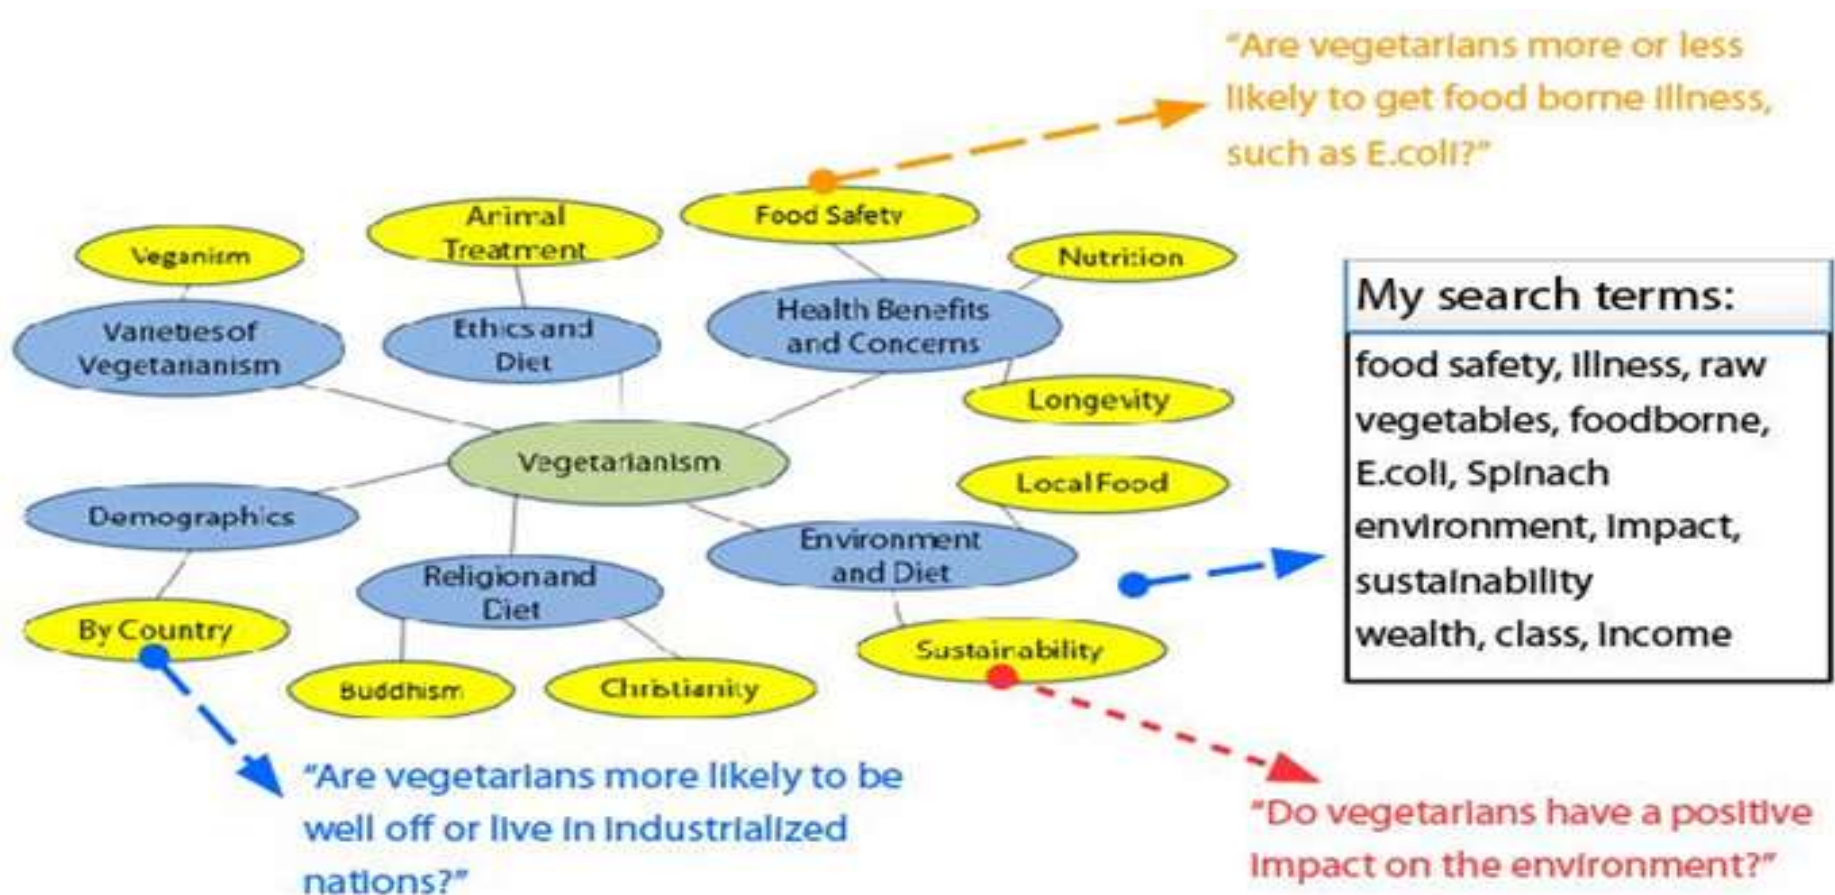 "Are vegetarians more or less
likely to get food borne illness,
such as E.coli?"
Animal
Treatment
Food Safety
Veganism
Nutrition
Varieties of
Vegetarianism
Ethics and
Diet
Health Benefits
and Concerns
Longevity
Vegetarianism
Local Food
Demographics
Environment
and Diet
Religion and
Diet
By Country
Sustainability
Buddhism
Christianity
My search terms:
food safety, illness, raw
vegetables, foodborne,
E.coli, Spinach
environment, impact,
sustainability
wealth, class, income
"Are vegetarians more likely to be
well off or live in industrialized
nations?"
"Do vegetarians have a positive
impact on the environment?"